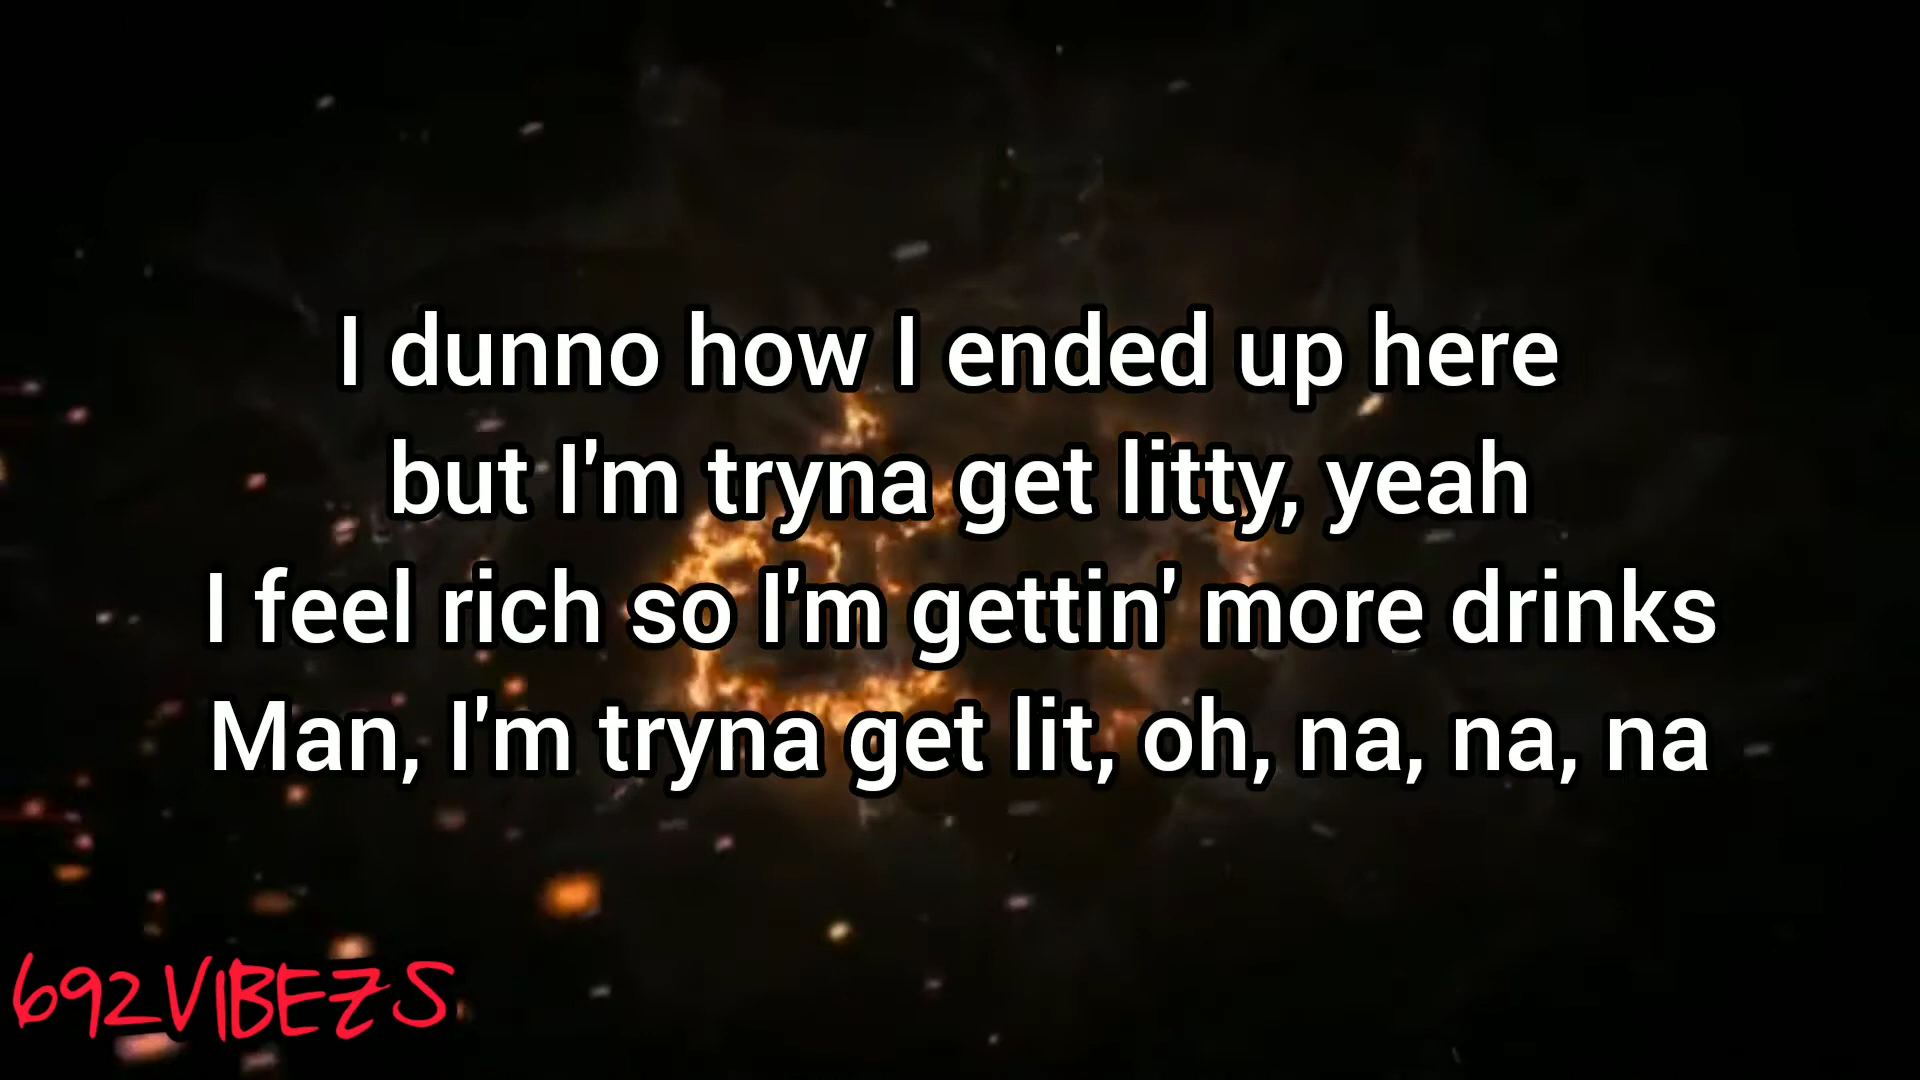 I dunno how I ended up here
but I'm tryna get litty, yeah
I feel rich so I'm gettin' more drinks
Man, I'm tryna get lit, oh, na, na, na
692VIBEZS